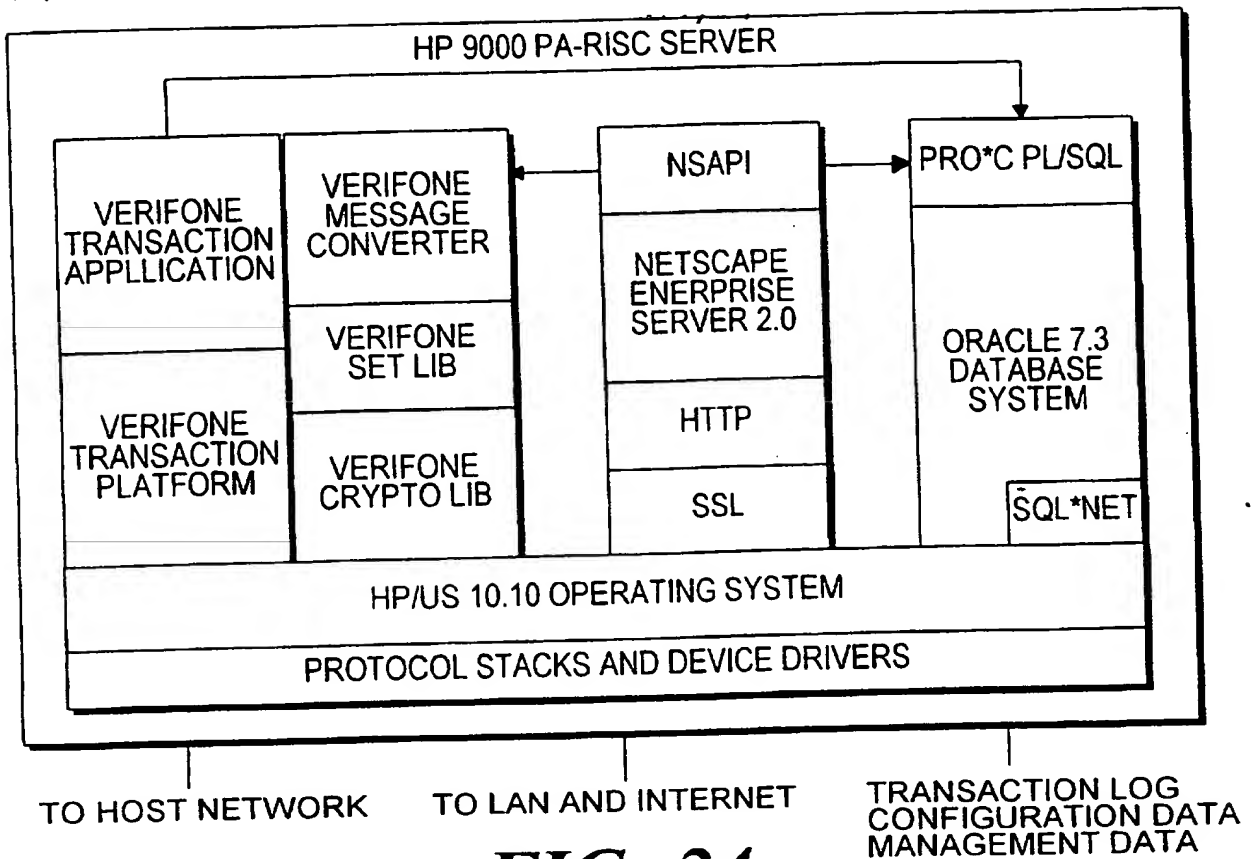 HP 9000 PA-RISC SERVER
VERIFONE
TRANSACTION
APPLLICATION
VERIFONE
TRANSACTION
PLATFORM
VERIFONE
MESSAGE
CONVERTER
VERIFONE
SET LIB
VERIFONE
CRYPTO LIB
NSAPI
NETSCAPE
ENERPRISE
SERVER 2.0
HTTP
SSL
PRO*C PL/SQL
ORACLE 7.3
DATABASE
SYSTEM
SQL*NET
HP/US 10.10 OPERATING SYSTEM
PROTOCOL STACKS AND DEVICE DRIVERS
TO HOST NETWORK
TO LAN AND INTERNET
TRANSACTION LOG
CONFIGURATION DATA
MANAGEMENT DATA